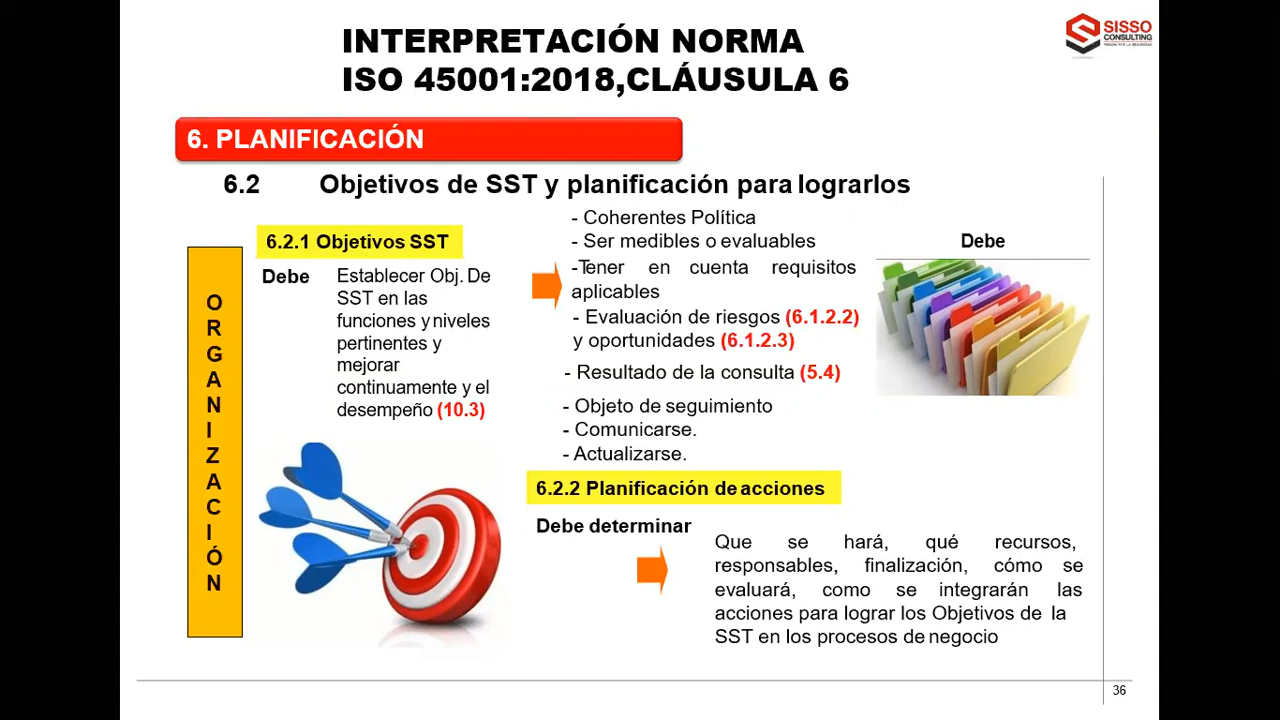 INTERPRETACIÓN NORMA
ISO 45001:2018,CLÁUSULA 6
SISSO
CONSULTING
6. PLANIFICACIÓN
6.2 Objetivos de SST y planificación para lograrlos
ORGANIZACIÓN
6.2.1 Objetivos SST
Debe
Establecer Obj. De
SST en las
funciones y niveles
pertinentes y
mejorar
continuamente y el
desempeño (10.3)
- Coherentes Política
- Ser medibles o evaluables
-Tener en cuenta requisitos
aplicables
- Evaluación de riesgos (6.1.2.2)
y oportunidades (6.1.2.3)
- Resultado de la consulta (5.4)
- Objeto de seguimiento
- Comunicarse.
- Actualizarse.
Debe
6.2.2 Planificación de acciones
Debe determinar
Que se hará, qué recursos,
responsables, finalización, cómo se
evaluará, como se integrarán las
acciones para lograr los Objetivos de la
SST en los procesos de negocio
36